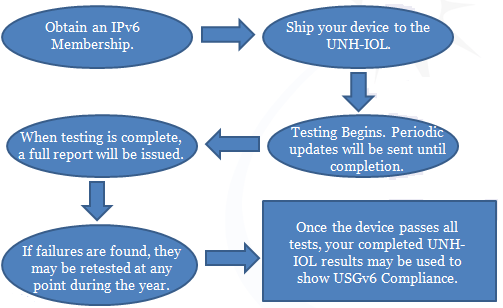 Obtain an IPv6
Membership.
Ship your device to the
UNH-IOL.
Testing Begins. Periodic
updates will be sent until
completion.
When testing is complete,
a full report will be issued.
If failures are found, they
may be retested at any
point during the year.
Once the device passes all
tests, your completed UNH-
IOL results may be used to
show USGv6 Compliance.